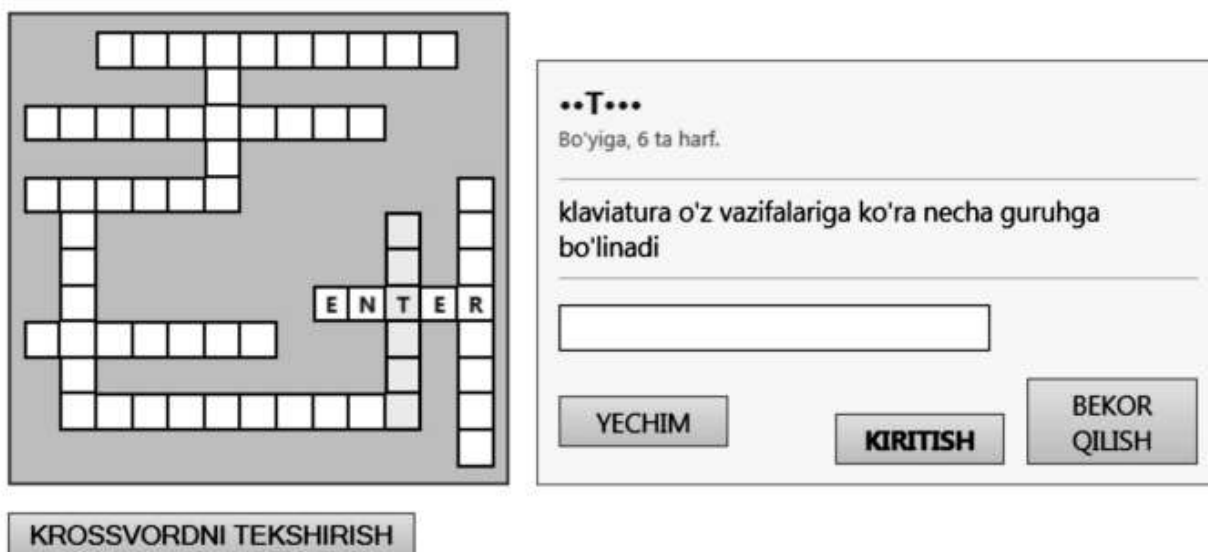 ••T•••
Bo'yiga, 6 ta harf.
klaviatura o'z vazifalariga ko'ra necha guruhga
bo'linadi
E N T E R
YECHIM
KIRITISH
BEKOR
QILISH
KROSSVORDNI TEKSHIRISH